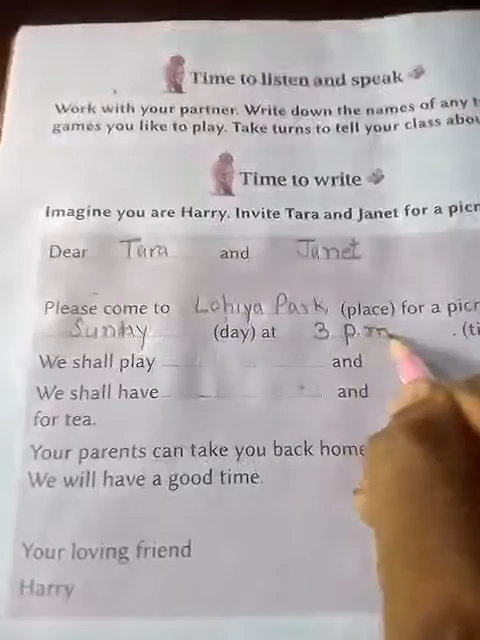 Time to listen and speak
Work with your partner. Write down the names of any t
games you like to play. Take turns to tell your class abou
Time to write
Imagine you are Harry. Invite Tara and Janet for a picn
Dear Tara and Janet
Please come to Lohiya Park, (place) for a picn
Sunny (day) at 3 p.m . (ti
We shall play and
We shall have and
for tea.
Your parents can take you back home
We will have a good time.
Your loving friend
Harry